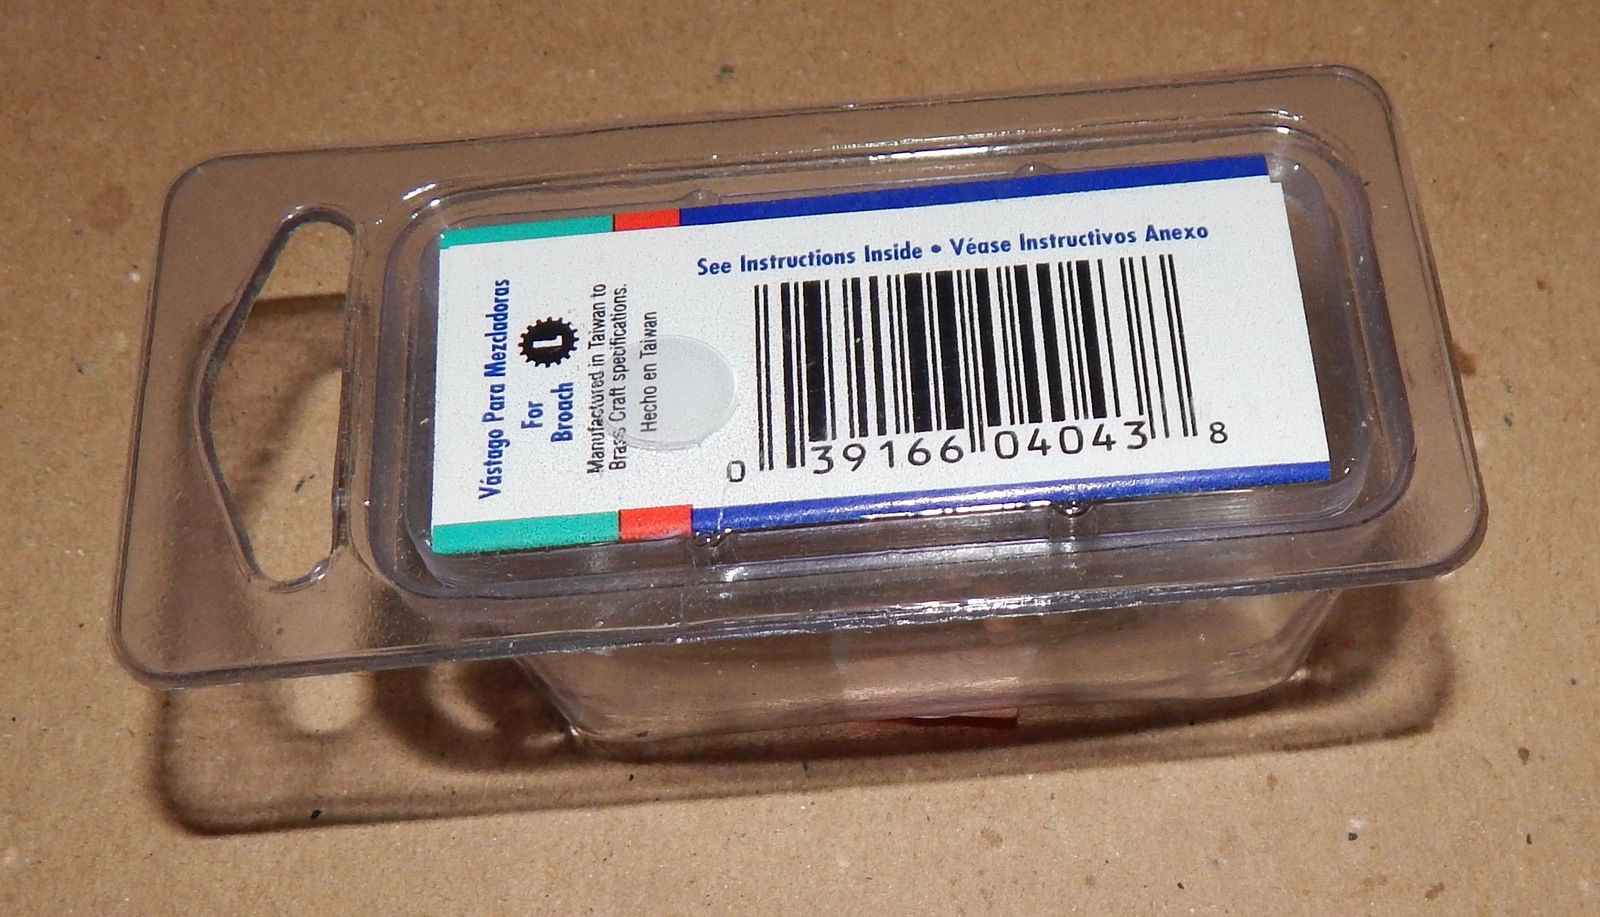 See Instructions Inside • Véase Instructivos Anexo
Vástago Para Mezcladoras
For
Broach L
Manufactured in Taiwan to
Brass Craft specifications.
Hecho en Taiwan
0 39166 04043 8